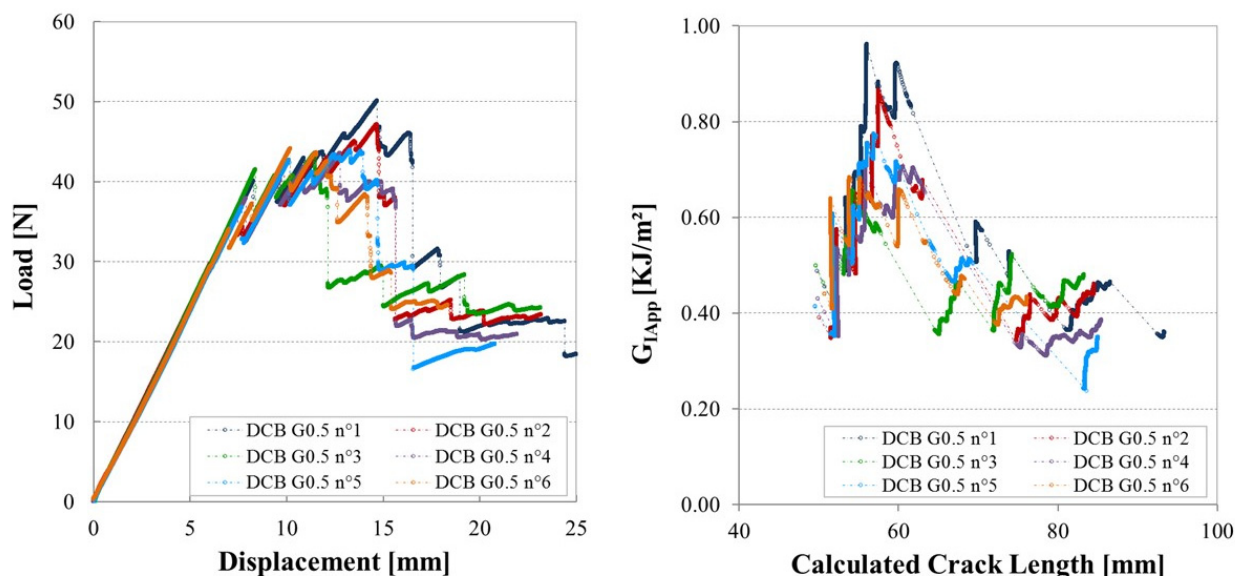 60
50
40
30
20
10
0
Load [N]
DCB G0.5 n°1 DCB G0.5 n°2
DCB G0.5 n°3 DCB G0.5 n°4
DCB G0.5 n°5 DCB G0.5 n°6
0 5 10 15 20 25
Displacement [mm]
1.00
0.80
0.60
0.40
0.20
0.00
G_IApp [KJ/m²]
DCB G0.5 n°1 DCB G0.5 n°2
DCB G0.5 n°3 DCB G0.5 n°4
DCB G0.5 n°5 DCB G0.5 n°6
40 60 80 100
Calculated Crack Length [mm]